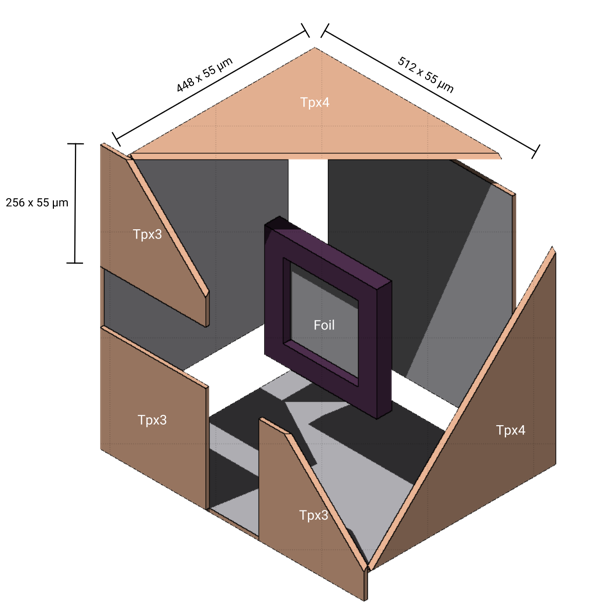 448 x 55 μm
512 x 55 μm
Tpx4
256 x 55 μm
Tpx3
Foil
Tpx3
Tpx4
Tpx3